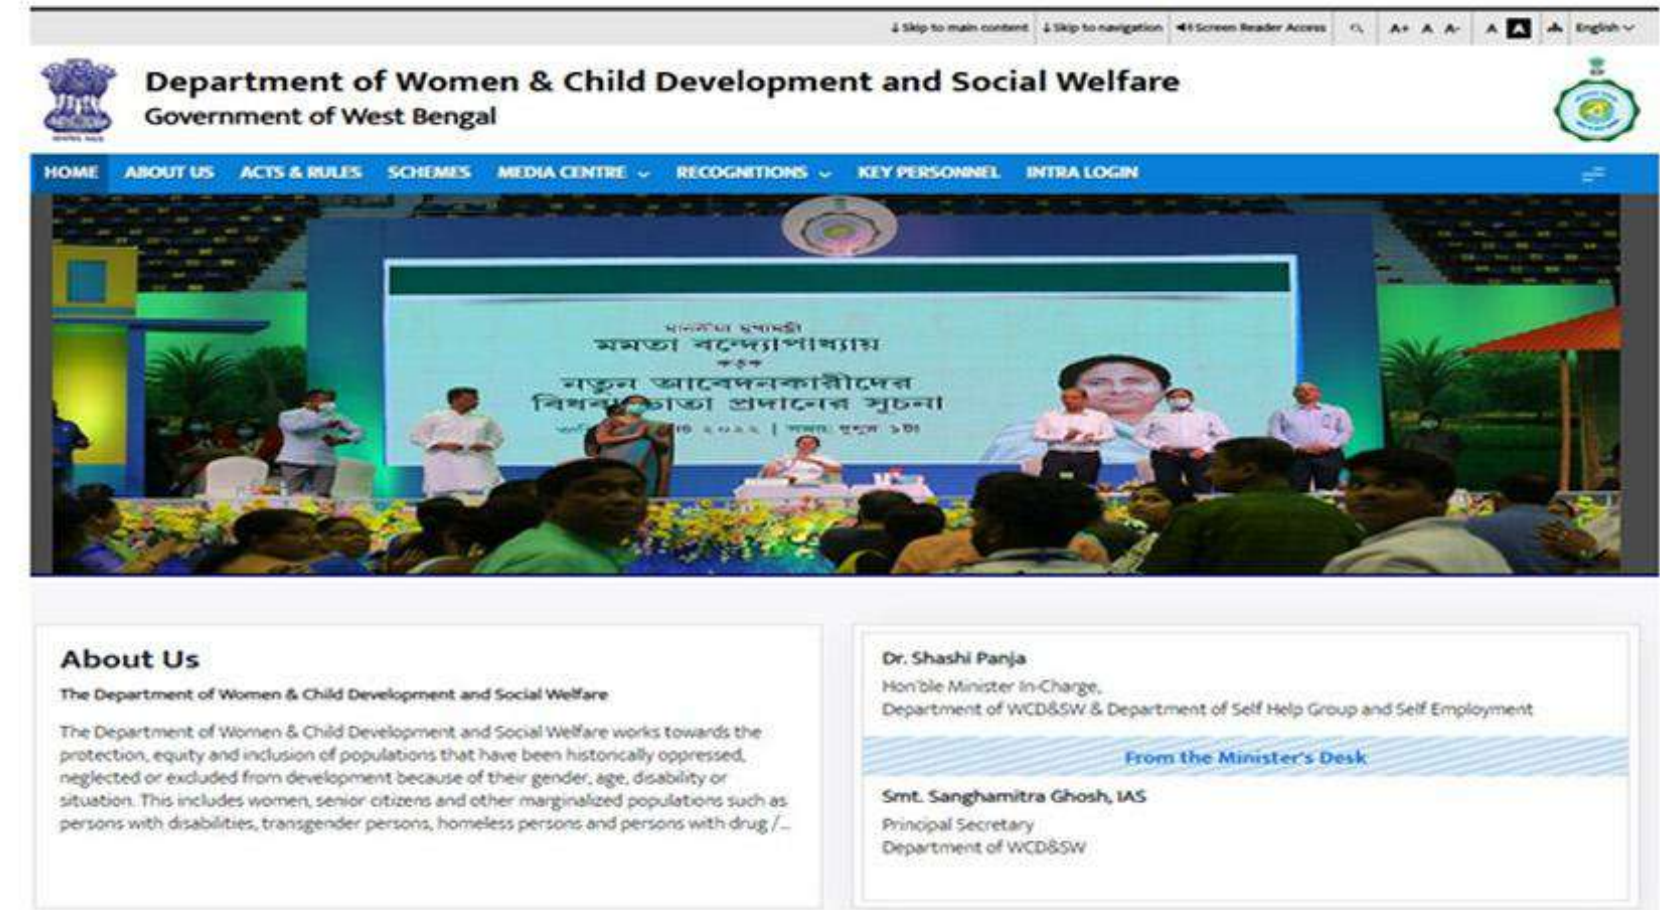 Skip to main content Skip to navigation Screen Reader Access A+ A A- A A English
Department of Women & Child Development and Social Welfare
Government of West Bengal
HOME ABOUT US ACTS & RULES SCHEMES MEDIA CENTRE RECOGNITIONS KEY PERSONNEL INTRA LOGIN
মাননীয়া মুখ্যমন্ত্রী
মমতা বন্দ্যোপাধ্যায়
কর্তৃক
নতুন আবেদনকারীদের
বিধবা ভাতা প্রদানের সূচনা
২০২২ | সময়: দুপুর ১টা
About Us
The Department of Women & Child Development and Social Welfare
The Department of Women & Child Development and Social Welfare works towards the
protection, equity and inclusion of populations that have been historically oppressed,
neglected or excluded from development because of their gender, age, disability or
situation. This includes women, senior citizens and other marginalized populations such as
persons with disabilities, transgender persons, homeless persons and persons with drug /...
Dr. Shashi Panja
Hon'ble Minister In-Charge,
Department of WCD&SW & Department of Self Help Group and Self Employment
From the Minister's Desk
Smt. Sanghamitra Ghosh, IAS
Principal Secretary
Department of WCD&SW